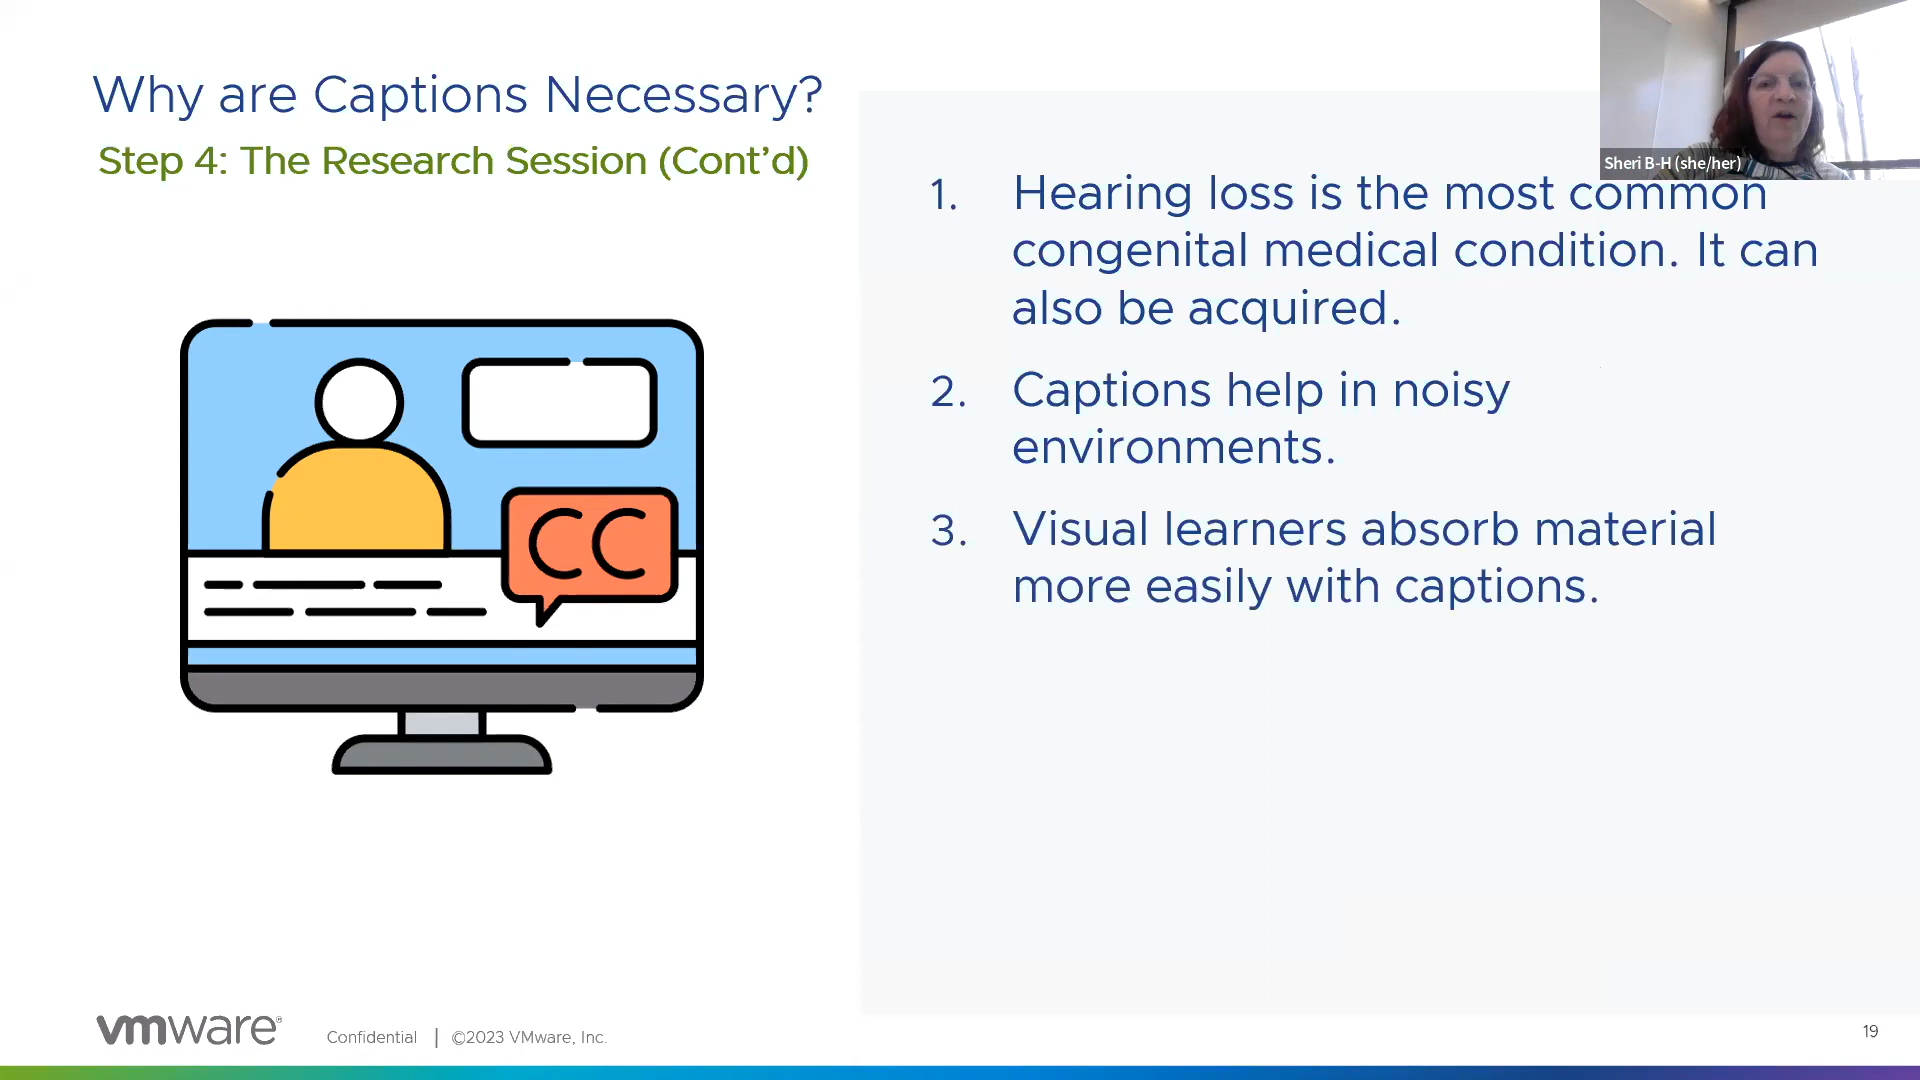 Why are Captions Necessary?
Step 4: The Research Session (Cont’d)
Sheri B-H (she/her)
1. Hearing loss is the most common
congenital medical condition. It can
also be acquired.
2. Captions help in noisy
environments.
3. Visual learners absorb material
more easily with captions.
CC
vmware®
Confidential | ©2023 VMware, Inc.
19